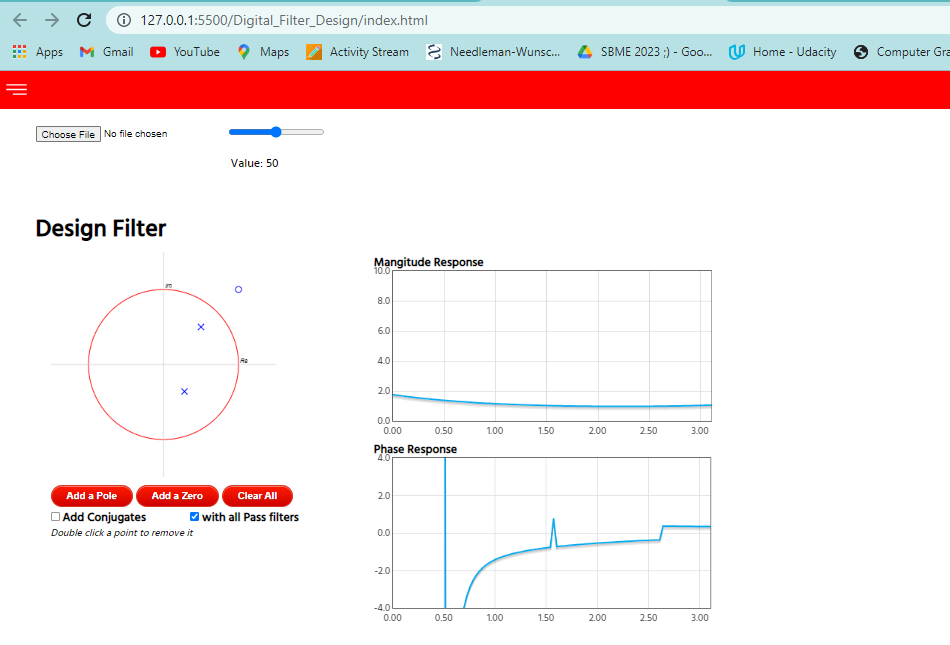 127.0.0.1:5500/Digital_Filter_Design/index.html
Apps Gmail YouTube Maps Activity Stream Needleman-Wunsc... SBME 2023 ;) - Goo... Home - Udacity Computer Gra
Choose File No file chosen
Value: 50
Design Filter
Im
Re
Add a Pole Add a Zero Clear All
Add Conjugates with all Pass filters
Double click a point to remove it
Mangitude Response
10.0
8.0
6.0
4.0
2.0
0.0
0.00 0.50 1.00 1.50 2.00 2.50 3.00
Phase Response
4.0
2.0
0.0
-2.0
-4.0
0.00 0.50 1.00 1.50 2.00 2.50 3.00